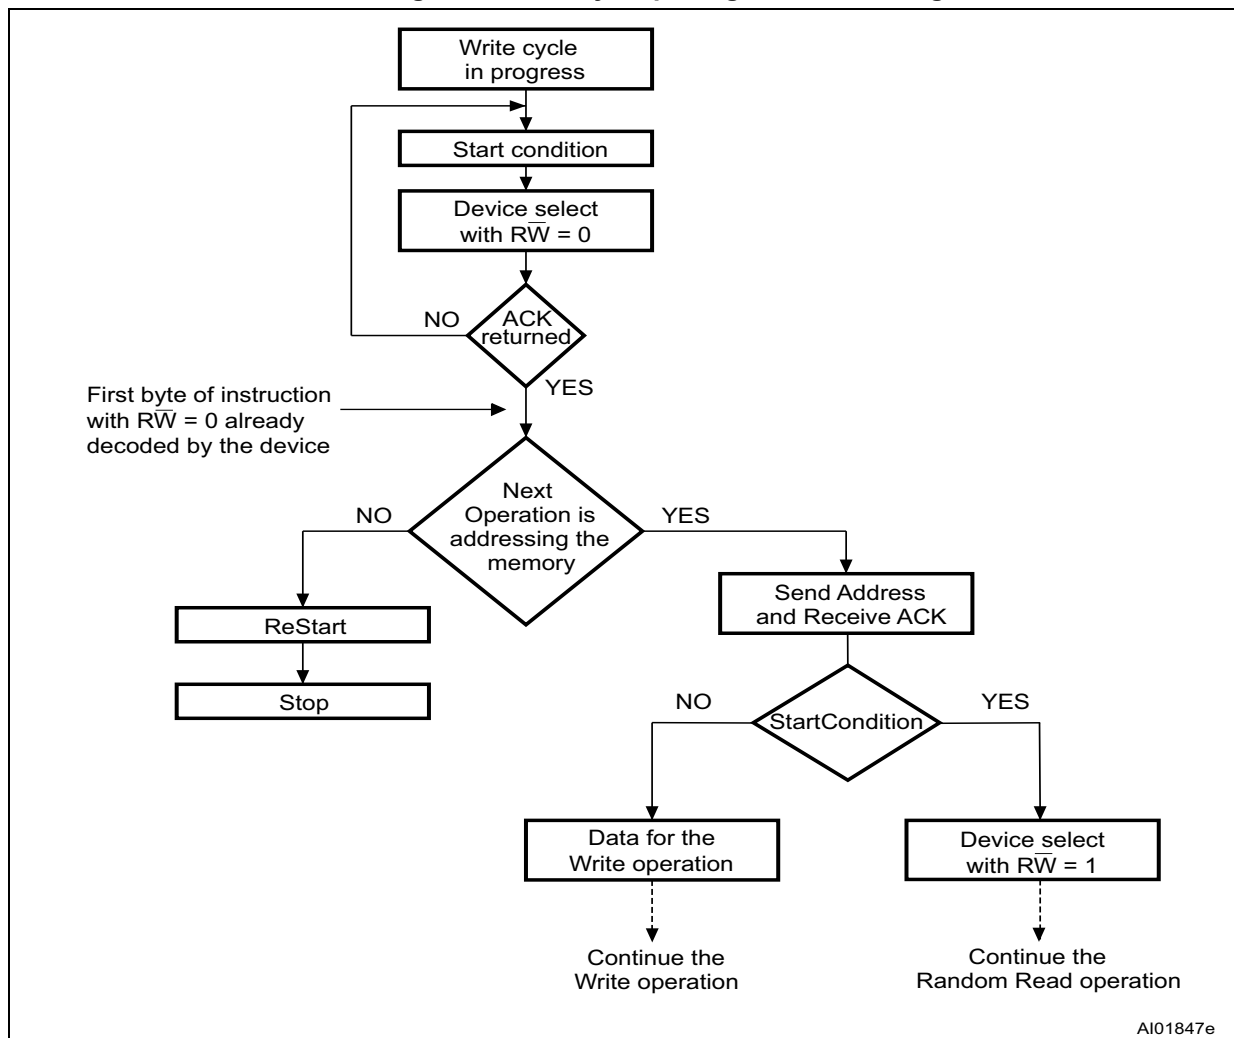 Write cycle
in progress
Start condition
Device select
with RW̅ = 0
NO
ACK
returned
YES
First byte of instruction
with RW̅ = 0 already
decoded by the device
NO
Next
Operation is
addressing the
memory
YES
Send Address
and Receive ACK
ReStart
Stop
NO
StartCondition
YES
Data for the
Write operation
Device select
with RW̅ = 1
Continue the
Write operation
Continue the
Random Read operation
AI01847e